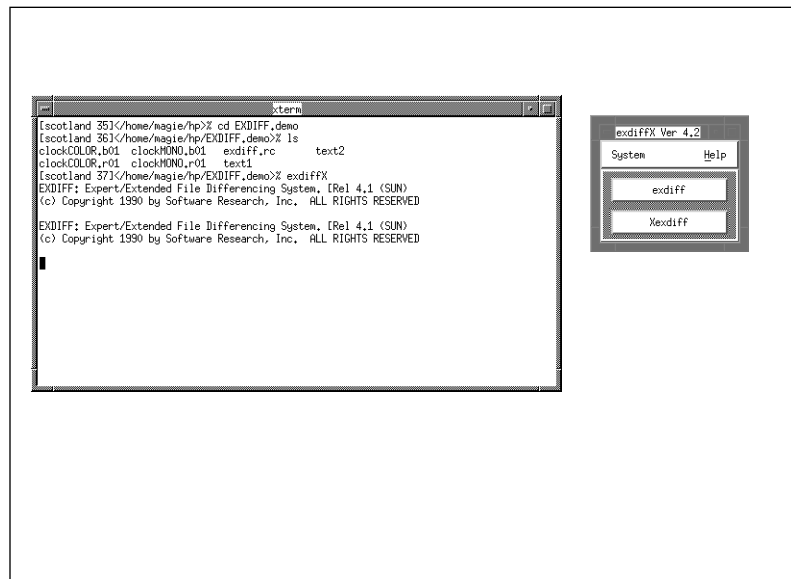 xterm
[scotland 35]</home/magie/hp>% cd EXDIFF.demo
[scotland 36]</home/magie/hp/EXDIFF.demo>% ls
clockCOLOR.b01 clockMONO.b01 exdiff.rc text2
clockCOLOR.r01 clockMONO.r01 text1
[scotland 37]</home/magie/hp/EXDIFF.demo>% exdiffX
EXDIFF: Expert/Extended File Differencing System. [Rel 4.1 (SUN)
(c) Copyright 1990 by Software Research, Inc. ALL RIGHTS RESERVED
EXDIFF: Expert/Extended File Differencing System. [Rel 4.1 (SUN)
(c) Copyright 1990 by Software Research, Inc. ALL RIGHTS RESERVED
exdiffX Ver 4.2
System Help
exdiff
Xexdiff